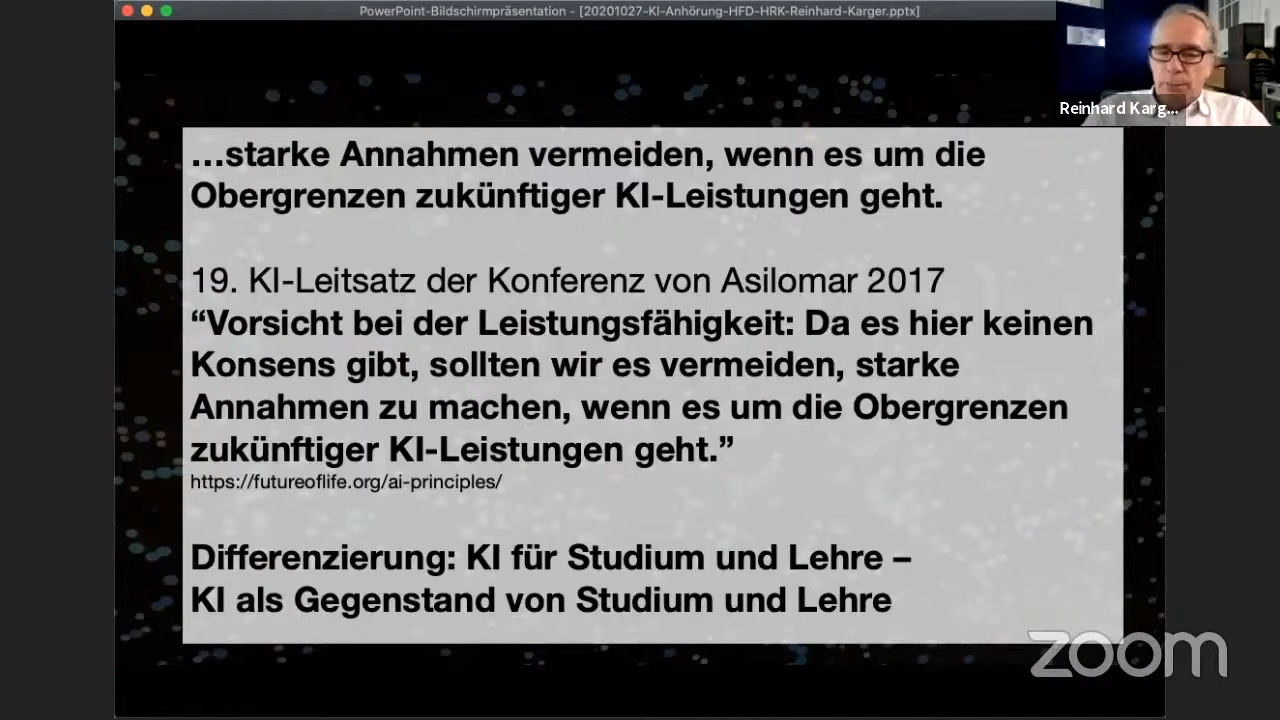 PowerPoint-Bildschirmpräsentation - [20201027-KI-Anhörung-HFD-HRK-Reinhard-Karger.pptx]
Reinhard Karg...
...starke Annahmen vermeiden, wenn es um die
Obergrenzen zukünftiger KI-Leistungen geht.
19. KI-Leitsatz der Konferenz von Asilomar 2017
“Vorsicht bei der Leistungsfähigkeit: Da es hier keinen
Konsens gibt, sollten wir es vermeiden, starke
Annahmen zu machen, wenn es um die Obergrenzen
zukünftiger KI-Leistungen geht.”
https://futureoflife.org/ai-principles/
Differenzierung: KI für Studium und Lehre –
KI als Gegenstand von Studium und Lehre
zoom